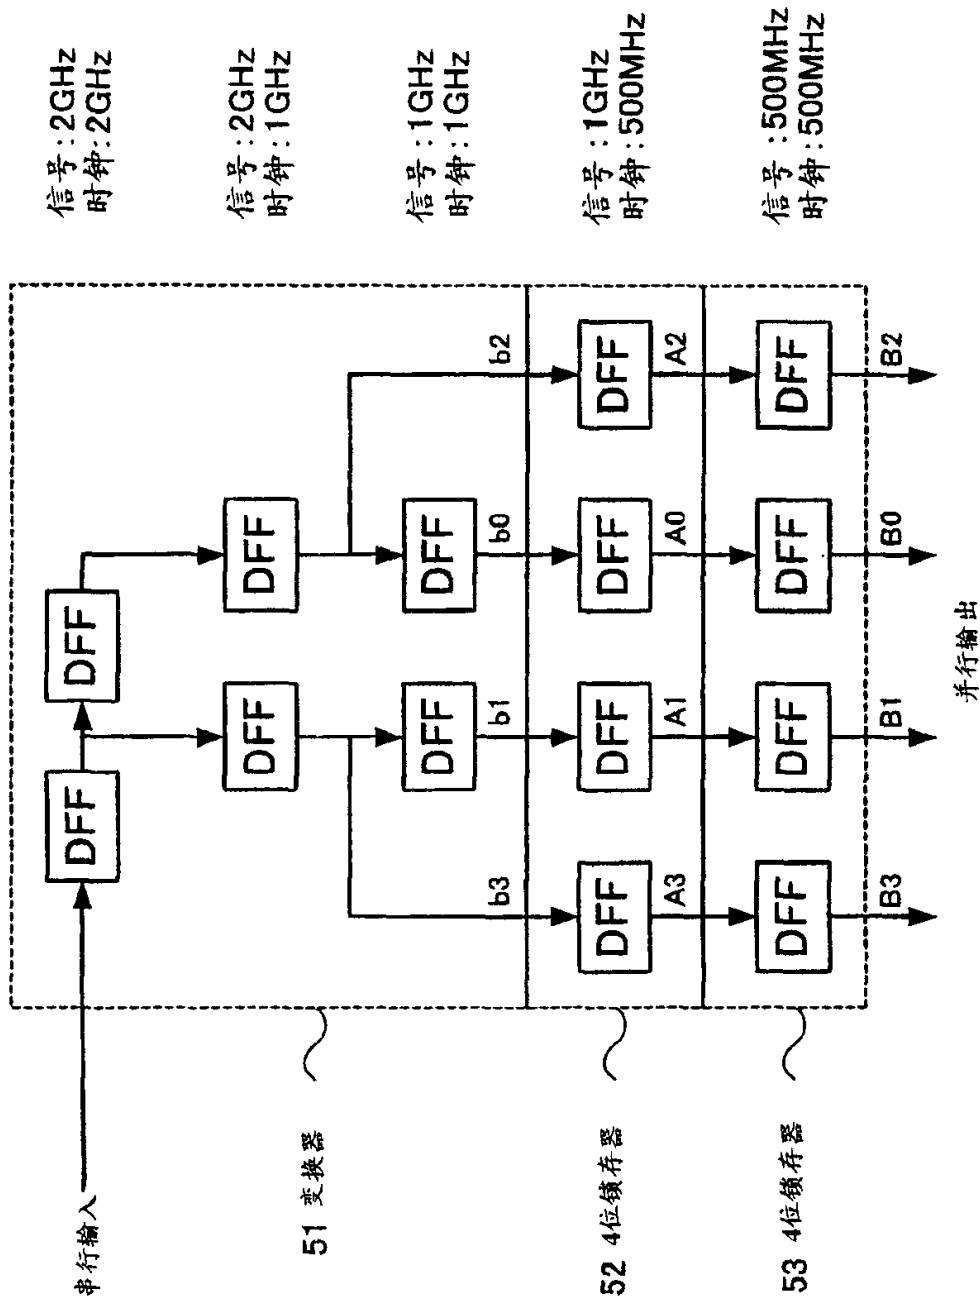 信号:2GHz
时钟:2GHz
信号:2GHz
时钟:1GHz
信号:1GHz
时钟:1GHz
信号:1GHz
时钟:500MHz
信号:500MHz
时钟:500MHz
串行输入
DFF
DFF
DFF
DFF
DFF
DFF
b3
b1
b0
b2
51 变换器
DFF
DFF
DFF
DFF
A3
A1
A0
A2
52 4位锁存器
DFF
DFF
DFF
DFF
B3
B1
B0
B2
53 4位锁存器
并行输出